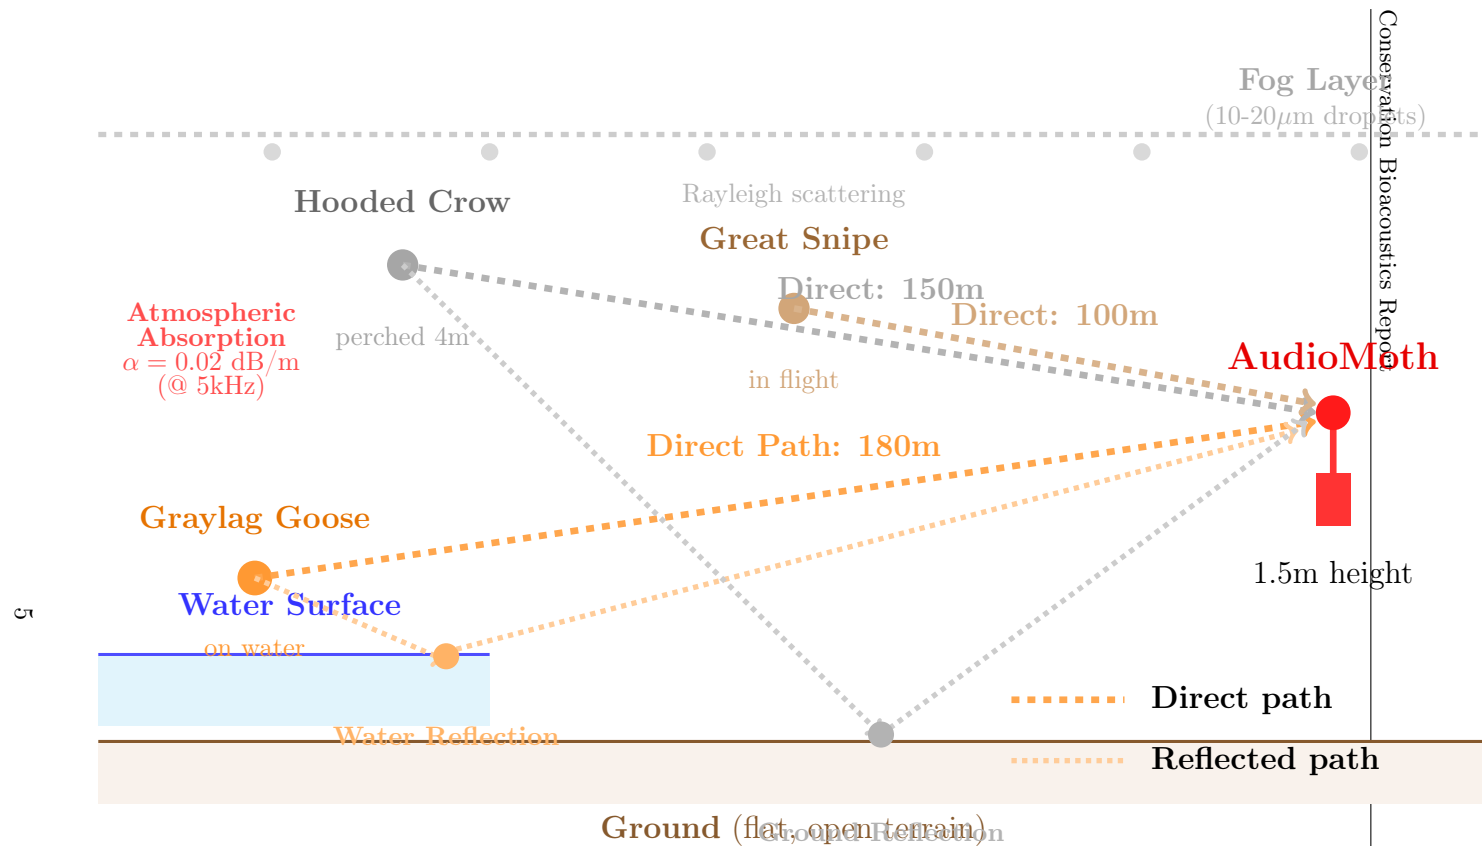 Conservation Bioacoustics Report
Fog Layer
(10-20μm droplets)
Rayleigh scattering
Hooded Crow
Great Snipe
Direct: 150m
Direct: 100m
Atmospheric
Absorption
α = 0.02 dB/m
(@ 5kHz)
perched 4m
in flight
AudioMoth
Direct Path: 180m
Graylag Goose
1.5m height
Water Surface
on water
5
Direct path
Water Reflection
Reflected path
Ground (flat, open terrain)
Ground Reflection